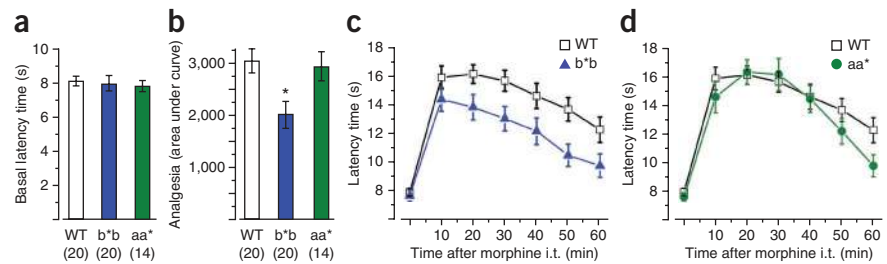 a
Basal latency time (s)
10
8
6
4
2
WT b*b aa*
(20) (20) (14)
b
Analgesia (area under curve)
3,000
2,000
1,000
*
WT b*b aa*
(20) (20) (14)
c
Latency time (s)
18
16
14
12
10
8
WT
b*b
0 10 20 30 40 50 60
Time after morphine i.t. (min)
d
Latency time (s)
18
16
14
12
10
8
WT
aa*
10 20 30 40 50 60
Time after morphine i.t. (min)